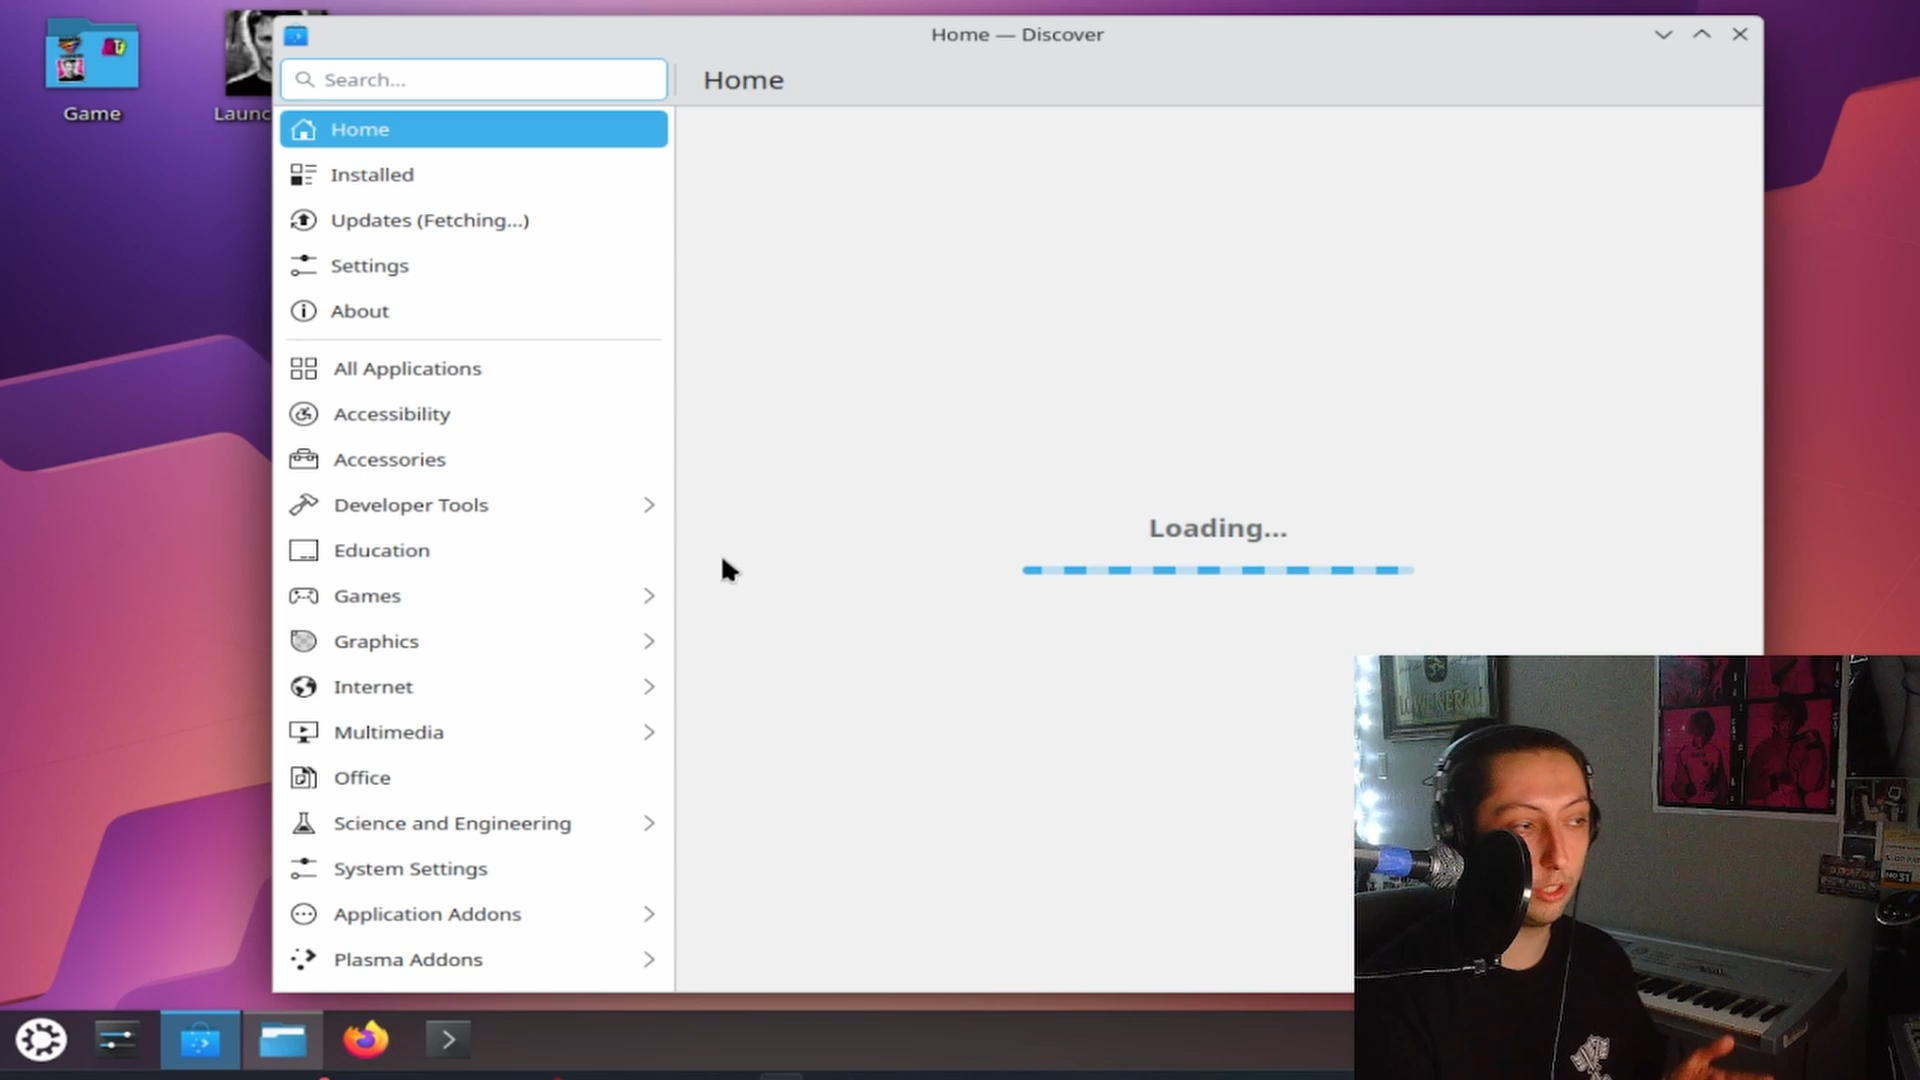 Game
Launc
Home — Discover
Search...
Home
Home
Installed
Updates (Fetching...)
Settings
About
All Applications
Accessibility
Accessories
Developer Tools
Education
Games
Graphics
Internet
Multimedia
Office
Science and Engineering
System Settings
Application Addons
Plasma Addons
Loading...